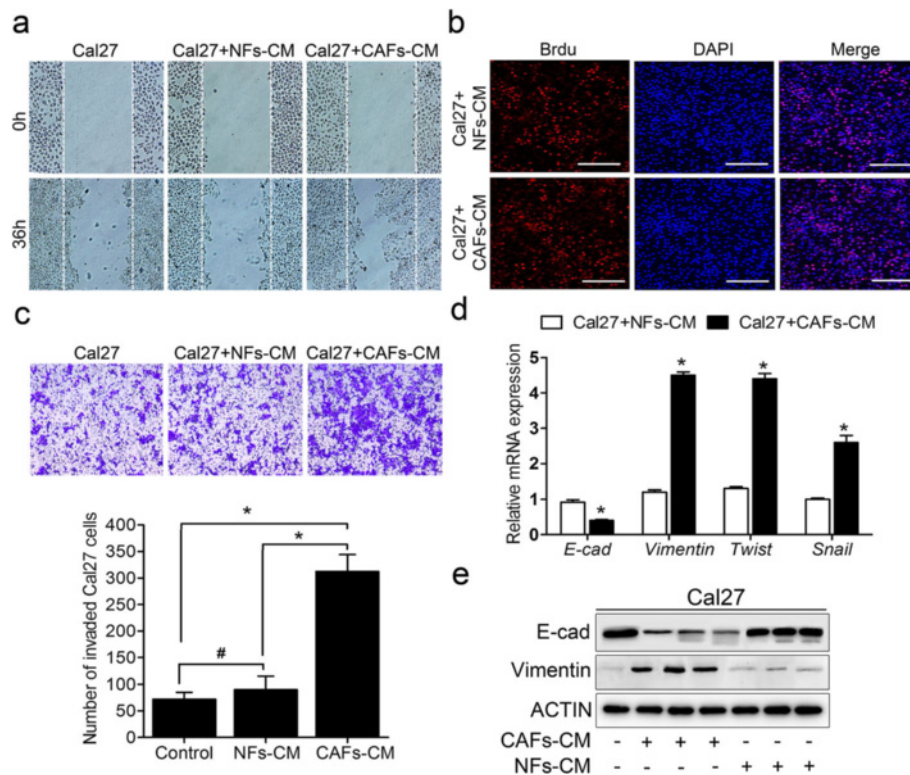 a
Cal27 Cal27+NFs-CM Cal27+CAFs-CM
0h
36h
b
Brdu DAPI Merge
Cal27+
NFs-CM
Cal27+
CAFs-CM
c
Cal27 Cal27+NFs-CM Cal27+CAFs-CM
Number of invaded Cal27 cells
400
350
300
250
200
150
100
50
0
* * #
Control NFs-CM CAFs-CM
d
Cal27+NFs-CM Cal27+CAFs-CM
Relative mRNA expression
5
4
2
1
0
* * * *
E-cad Vimentin Twist Snail
e
Cal27
E-cad
Vimentin
ACTIN
CAFs-CM - + + + - - -
NFs-CM - - - - + + +